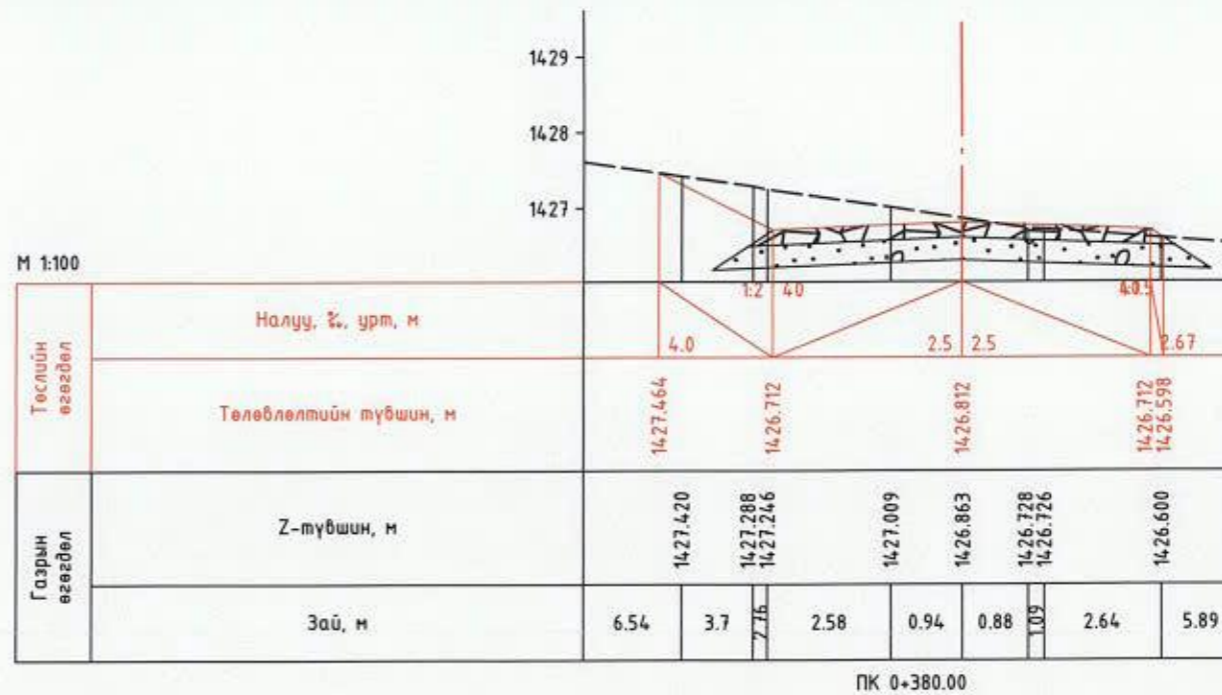 1429
1428
1427
М 1:100
Төслийн өгөгдөл
Налуу, ‰, урт, м
1:2 40 40
4.0 2.5 2.5 2.67
Төлөвлөлтийн түвшин, м
1427.464 1426.712 1426.812 1426.712 1426.598
Газрын өгөгдөл
Z-түвшин, м
1427.420 1427.288 1427.246 1427.009 1426.863 1426.728 1426.726 1426.600
Зай, м
6.54 3.7 2.76 2.58 0.94 0.88 1.09 2.64 5.89
ПК 0+380.00